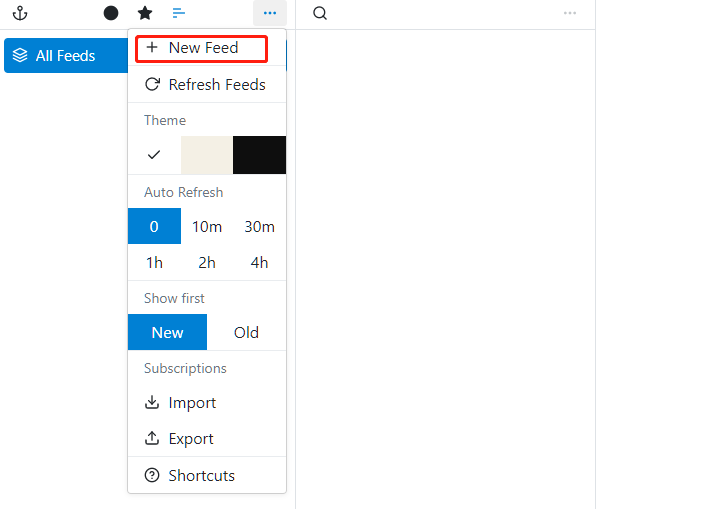 All Feeds
New Feed
Refresh Feeds
Theme
Auto Refresh
0 10m 30m
1h 2h 4h
Show first
New Old
Subscriptions
Import
Export
Shortcuts